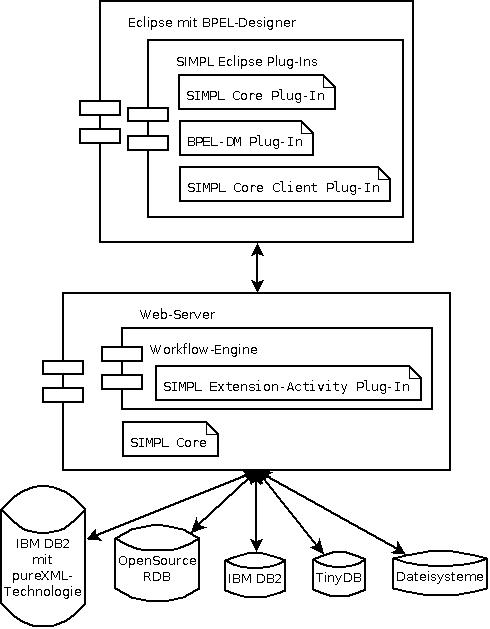 Eclipse mit BPEL-Designer
SIMPL Eclipse Plug-Ins
SIMPL Core Plug-In
BPEL-DM Plug-In
SIMPL Core Client Plug-In
Web-Server
Workflow-Engine
SIMPL Extension-Activity Plug-In
SIMPL Core
IBM DB2
mit
pureXML-
Technologie
OpenSource
RDB
IBM DB2
TinyDB
Dateisysteme